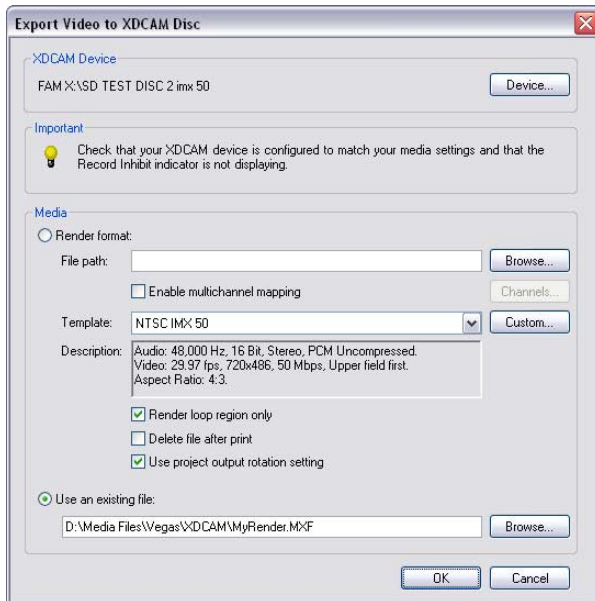 Export Video to XDCAM Disc
XDCAM Device
FAM X:\SD TEST DISC 2 imx 50
Device...
Important
Check that your XDCAM device is configured to match your media settings and that the
Record Inhibit indicator is not displaying.
Media
Render format:
File path:
Browse...
Enable multichannel mapping
Channels...
Template:
NTSC IMX 50
Custom...
Description:
Audio: 48,000 Hz, 16 Bit, Stereo, PCM Uncompressed.
Video: 29.97 fps, 720x486, 50 Mbps, Upper field first.
Aspect Ratio: 4:3.
Render loop region only
Delete file after print
Use project output rotation setting
Use an existing file:
D:\Media Files\Vegas\XDCAM\MyRender.MXF
Browse...
OK
Cancel